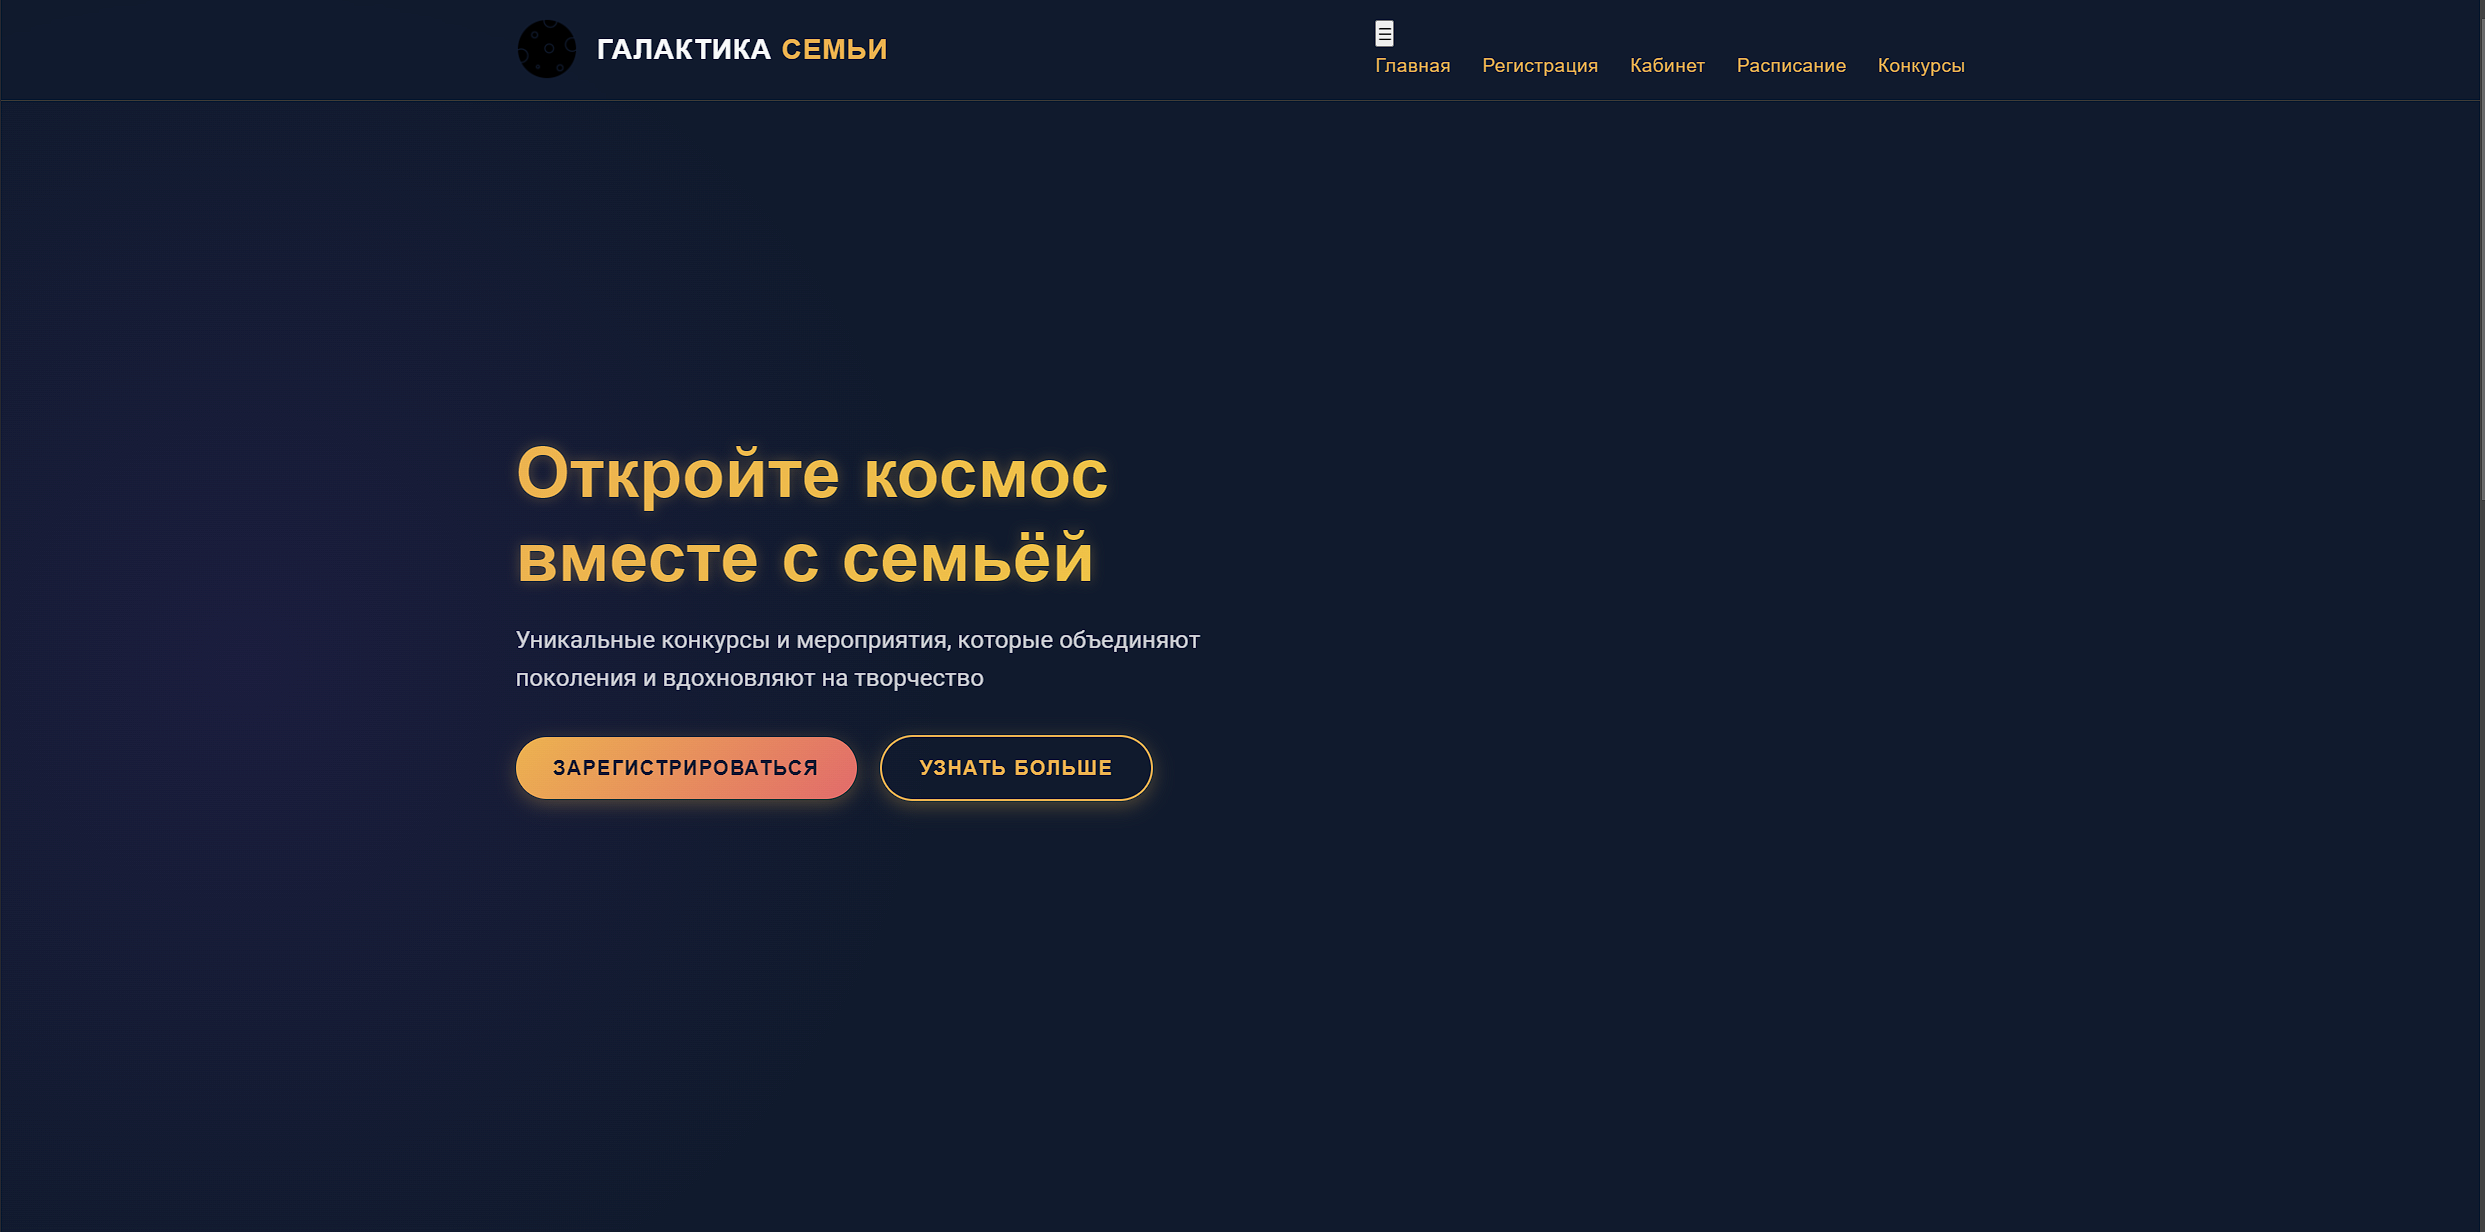 ГАЛАКТИКА СЕМЬИ
☰
Главная Регистрация Кабинет Расписание Конкурсы
Откройте космос
вместе с семьёй
Уникальные конкурсы и мероприятия, которые объединяют
поколения и вдохновляют на творчество
ЗАРЕГИСТРИРОВАТЬСЯ УЗНАТЬ БОЛЬШЕ